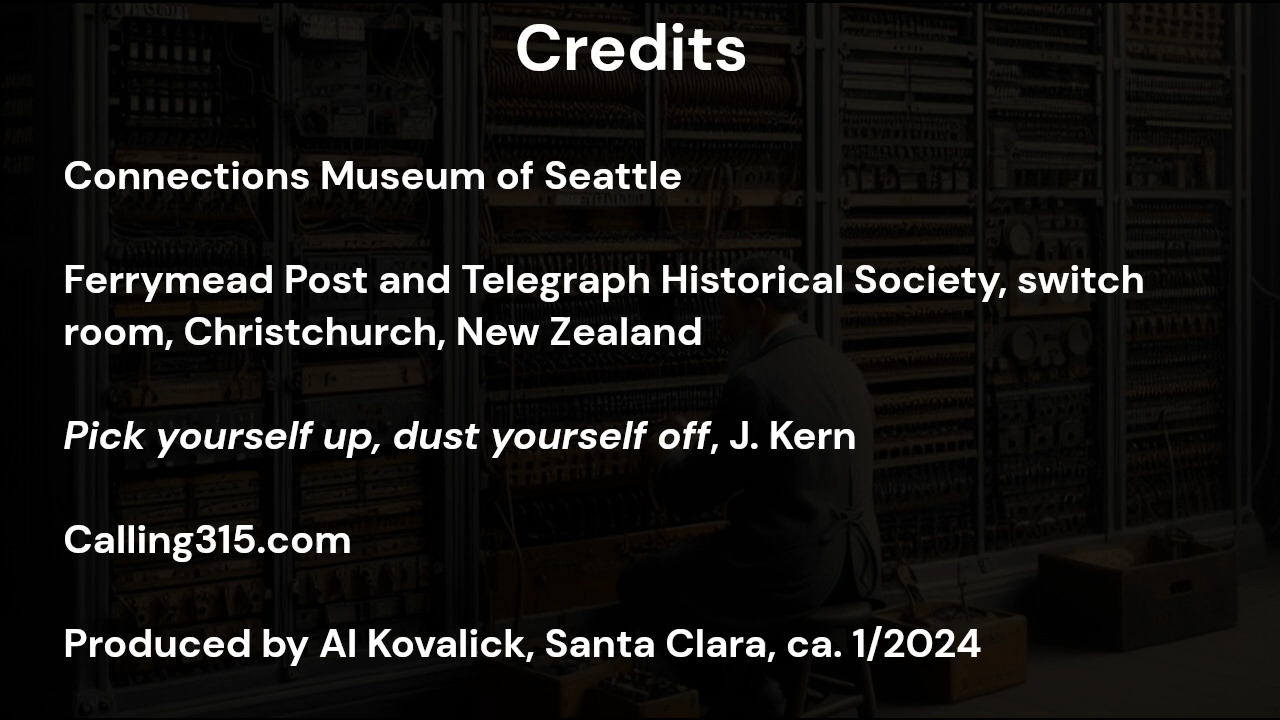 Credits
Connections Museum of Seattle
Ferrymead Post and Telegraph Historical Society, switch
room, Christchurch, New Zealand
Pick yourself up, dust yourself off, J. Kern
Calling315.com
Produced by Al Kovalick, Santa Clara, ca. 1/2024